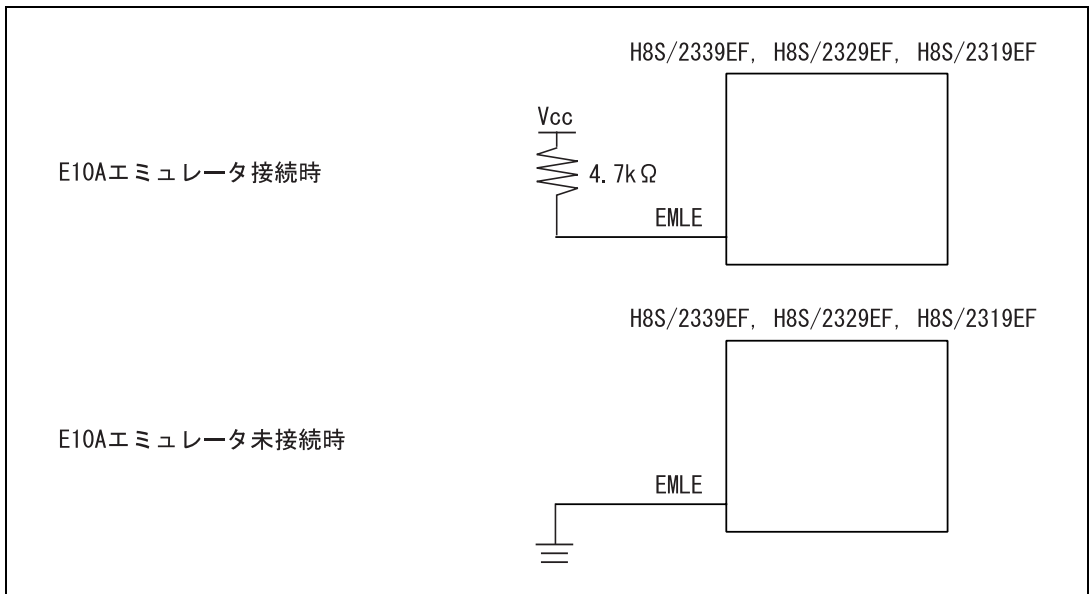 H8S/2339EF, H8S/2329EF, H8S/2319EF
Vcc
E10Aエミュレータ接続時
4.7kΩ
EMLE
H8S/2339EF, H8S/2329EF, H8S/2319EF
E10Aエミュレータ未接続時
EMLE